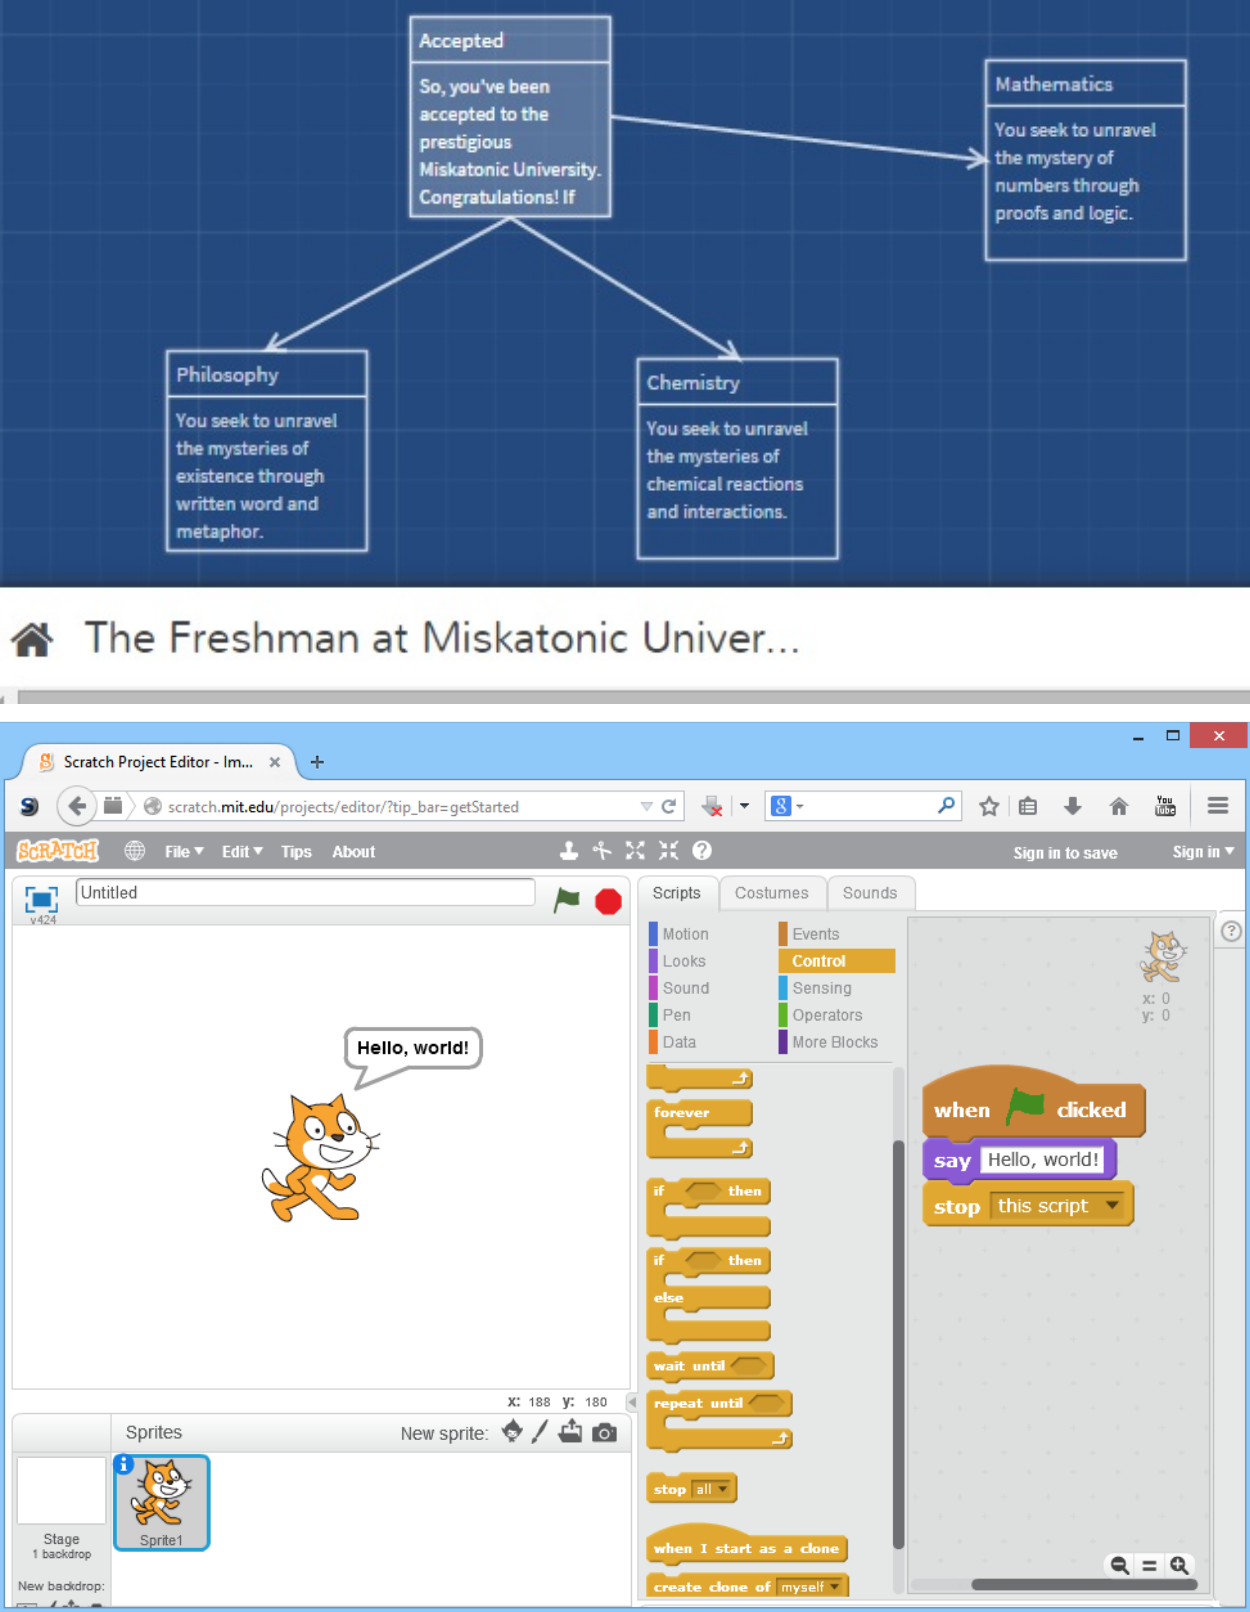 Accepted
So, you've been
accepted to the
prestigious
Miskatonic University.
Congratulations! If
Mathematics
You seek to unravel
the mystery of
numbers through
proofs and logic.
Philosophy
You seek to unravel
the mysteries of
existence through
written word and
metaphor.
Chemistry
You seek to unravel
the mysteries of
chemical reactions
and interactions.
The Freshman at Miskatonic Univer...
Scratch Project Editor - Im...
scratch.mit.edu/projects/editor/?tip_bar=getStarted
8
You Tube
SCRATCH
File
Edit
Tips
About
Sign in to save
Sign in
v424
Untitled
Scripts
Costumes
Sounds
Motion
Events
Looks
Control
Sound
Sensing
Pen
Operators
Data
More Blocks
x: 0
y: 0
Hello, world!
when clicked
say Hello, world!
stop this script
forever
if then
if then
else
wait until
repeat until
stop all
when I start as a clone
create clone of myself
x: 188 y: 180
Sprites
New sprite:
Stage
1 backdrop
Sprite1
New backdrop: